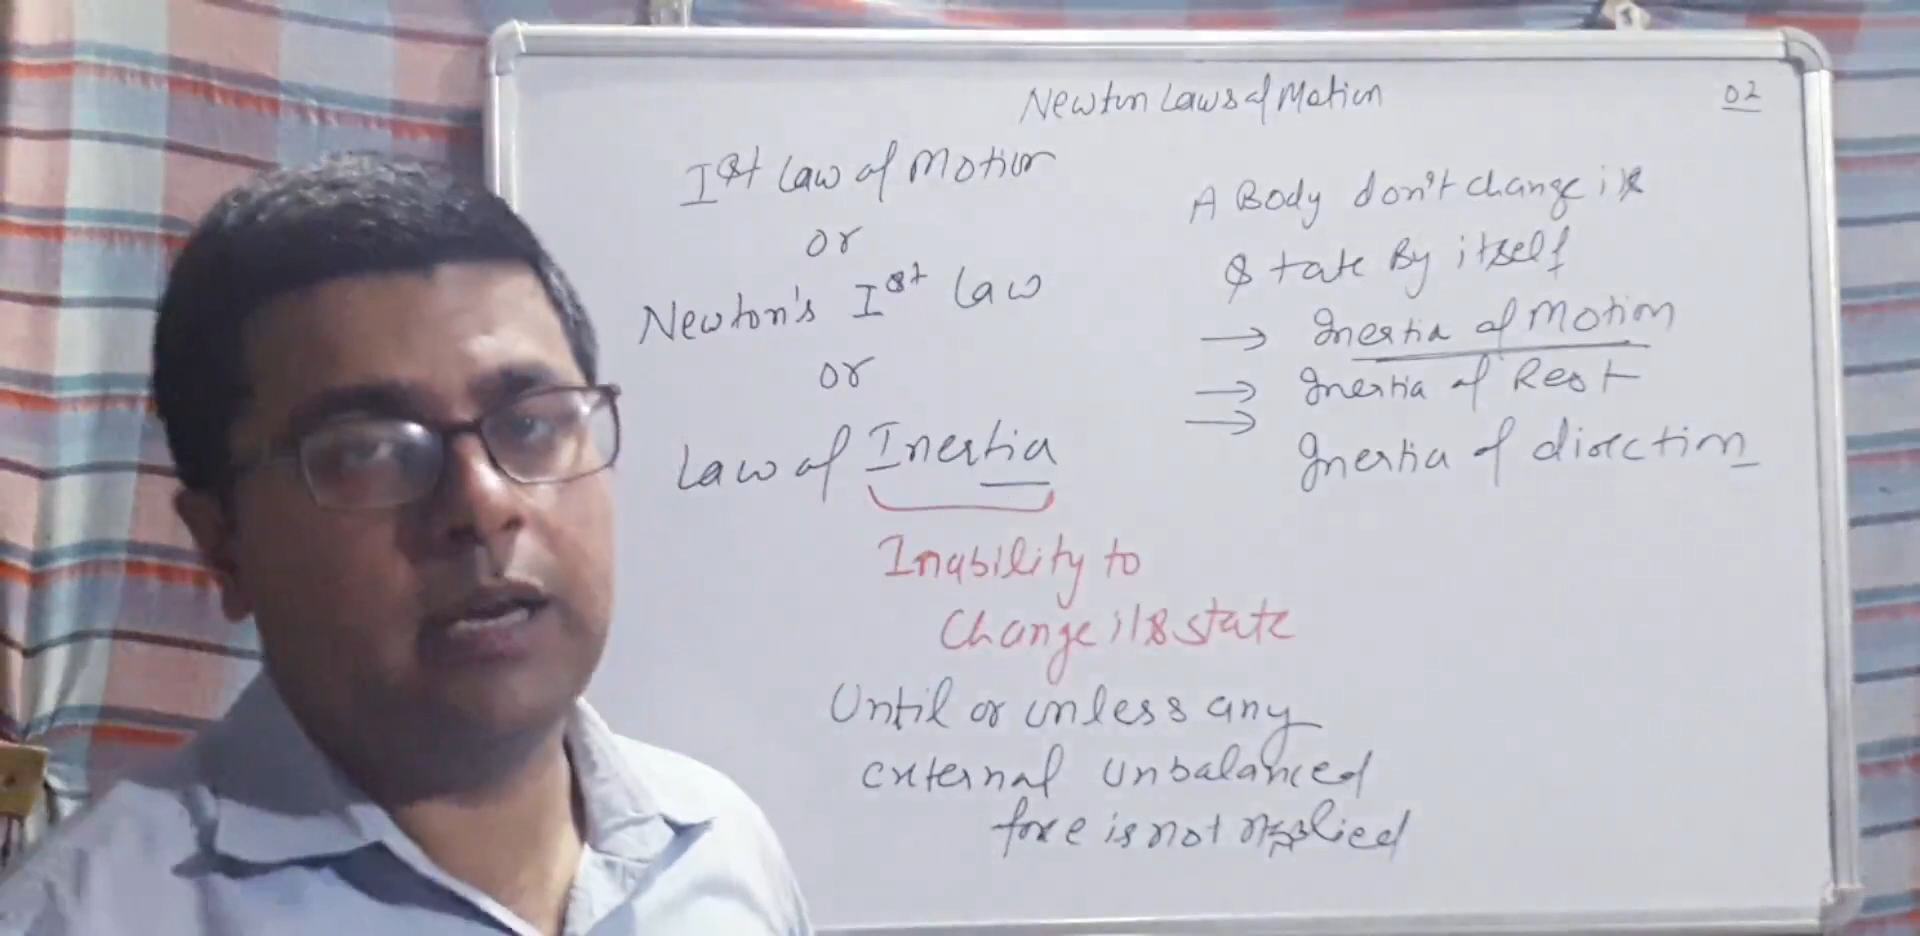 Newton Laws of Motion
02
Ist Law of Motion
or
Newton's Ist Law
or
Law of Inertia
Inability to
Change its state
Until or unless any
external unbalanced
force is not applied
A Body don't change its
state By itself
→ Inertia of Motion
→ Inertia of Rest
→ Inertia of direction